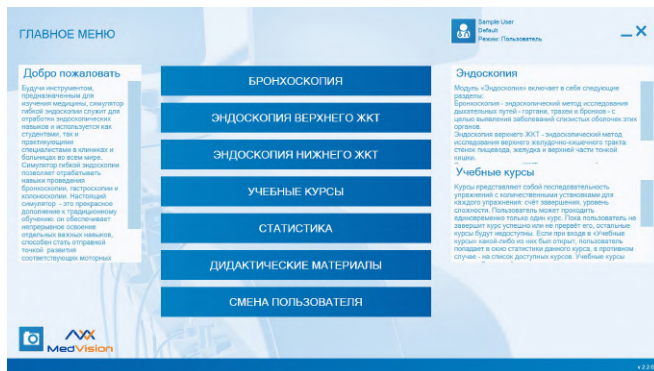 ГЛАВНОЕ МЕНЮ
Sample User
Default
Режим: Пользователь
Добро пожаловать
Будучи инструментом,
предназначенным для
изучения медицины, симулятор
гибкой эндоскопии служит для
отработки эндоскопических
навыков и используется как
студентами, так и
практикующими
специалистами в клиниках и
больницах во всем мире.
Симулятор гибкой эндоскопии
позволяет отрабатывать
навыки проведения
бронхоскопии, гастроскопии и
колоноскопии. Настоящий
симулятор - это прекрасное
дополнение к традиционному
обучению: он обеспечивает
непрерывное освоение
отдельных важных навыков,
способен стать отправной
точкой развития
соответствующих моторных
БРОНХОСКОПИЯ
ЭНДОСКОПИЯ ВЕРХНЕГО ЖКТ
ЭНДОСКОПИЯ НИЖНЕГО ЖКТ
УЧЕБНЫЕ КУРСЫ
СТАТИСТИКА
ДИДАКТИЧЕСКИЕ МАТЕРИАЛЫ
СМЕНА ПОЛЬЗОВАТЕЛЯ
Эндоскопия
Модуль «Эндоскопия» включает в себя следующие
разделы:
Бронхоскопия - эндоскопический метод исследования
дыхательных путей - гортани, трахеи и бронхов - с
целью выявления заболеваний слизистых оболочек этих
органов.
Эндоскопия верхнего ЖКТ - эндоскопический метод
исследования верхнего желудочно-кишечного тракта:
стенок пищевода, желудка и верхней части тонкой
кишки.
Учебные курсы
Курсы представляют собой последовательность
упражнений с количественными установками для
каждого упражнения: счёт завершения, уровень
сложности. Пользователь может проходить
единовременно только один курс. Пока пользователь не
завершит курс успешно или не прервёт его, остальные
курсы будут недоступны. Если при входе в «Учебные
курсы» какой-либо из них был открыт, пользователь
попадает в окно статистики данного курса, в противном
случае - на список доступных курсов. Учебные курсы
MedVision
v.2.2.0